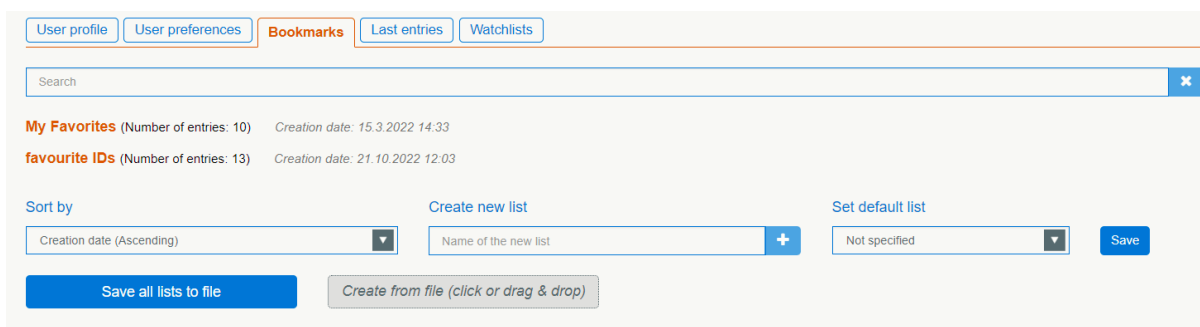 User profile User preferences Bookmarks Last entries Watchlists
Search
My Favorites (Number of entries: 10) Creation date: 15.3.2022 14:33
favourite IDs (Number of entries: 13) Creation date: 21.10.2022 12:03
Sort by Create new list Set default list
Creation date (Ascending) Name of the new list Not specified Save
Save all lists to file Create from file (click or drag & drop)